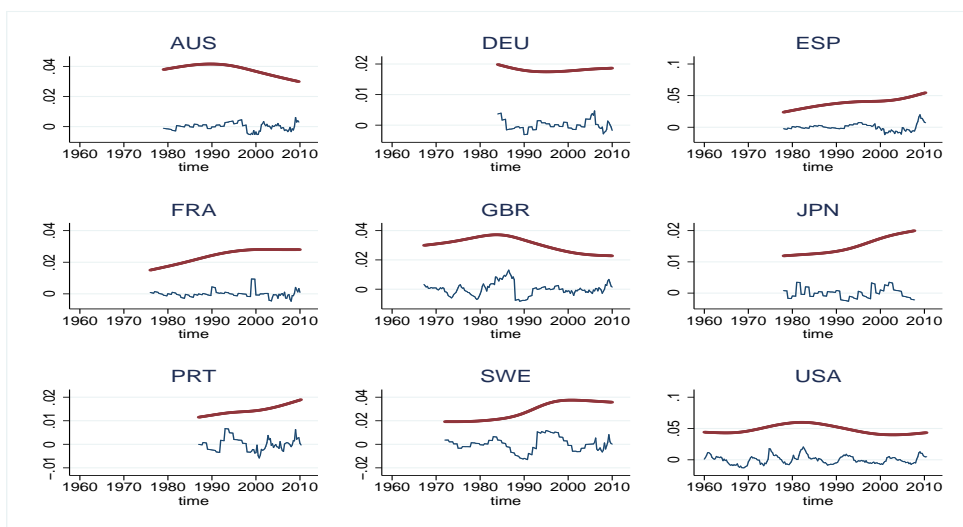 AUS DEU ESP
.04 .02 .1
.02 .01 .05
0 0 0
1960 1970 1980 1990 2000 2010 1960 1970 1980 1990 2000 2010 1960 1970 1980 1990 2000 2010
time time time
FRA GBR JPN
.04 .04 .02
.02 .02 .01
0 0 0
1960 1970 1980 1990 2000 2010 1960 1970 1980 1990 2000 2010 1960 1970 1980 1990 2000 2010
time time time
PRT SWE USA
.02 .04 .1
.01 .02 .05
0 0 0
-.01 -.02
1960 1970 1980 1990 2000 2010 1960 1970 1980 1990 2000 2010 1960 1970 1980 1990 2000 2010
time time time